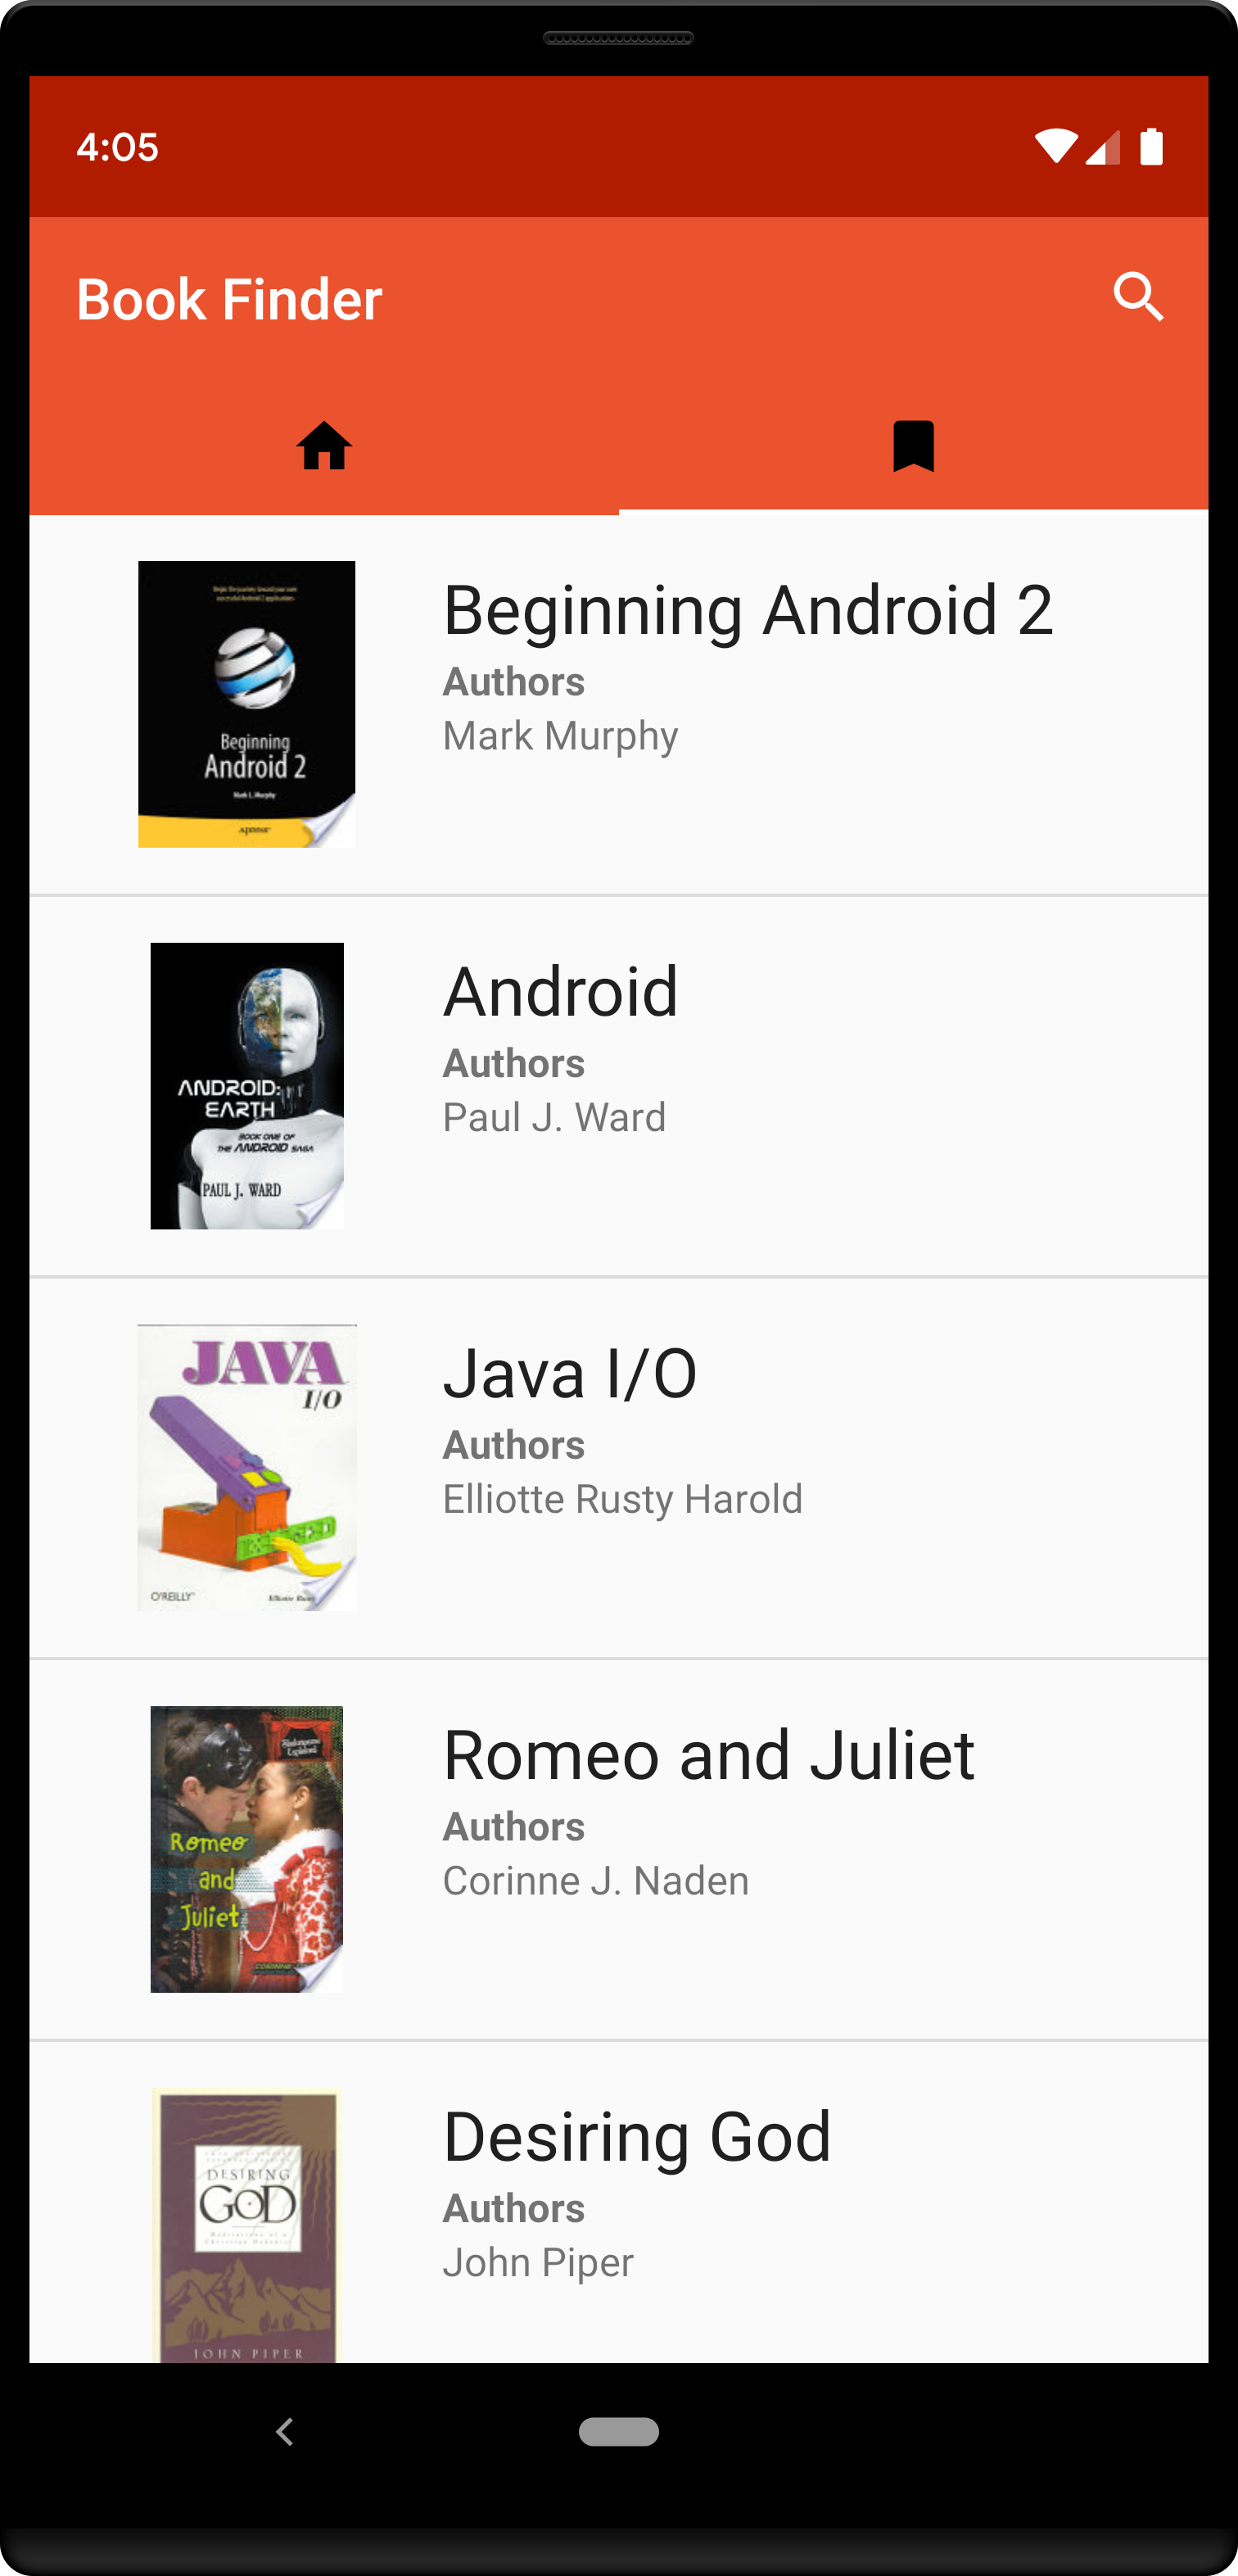 4:05
Book Finder
Beginning
Android 2
Mark L. Murphy
Apress
Beginning Android 2
Authors
Mark Murphy
ANDROID:
EARTH
BOOK ONE OF
THE ANDROID SAGA
PAUL J. WARD
Android
Authors
Paul J. Ward
JAVA
I/O
O'REILLY
Java I/O
Authors
Elliotte Rusty Harold
Romeo
and
Juliet
Romeo and Juliet
Authors
Corinne J. Naden
DESIRING
GOD
JOHN PIPER
Desiring God
Authors
John Piper